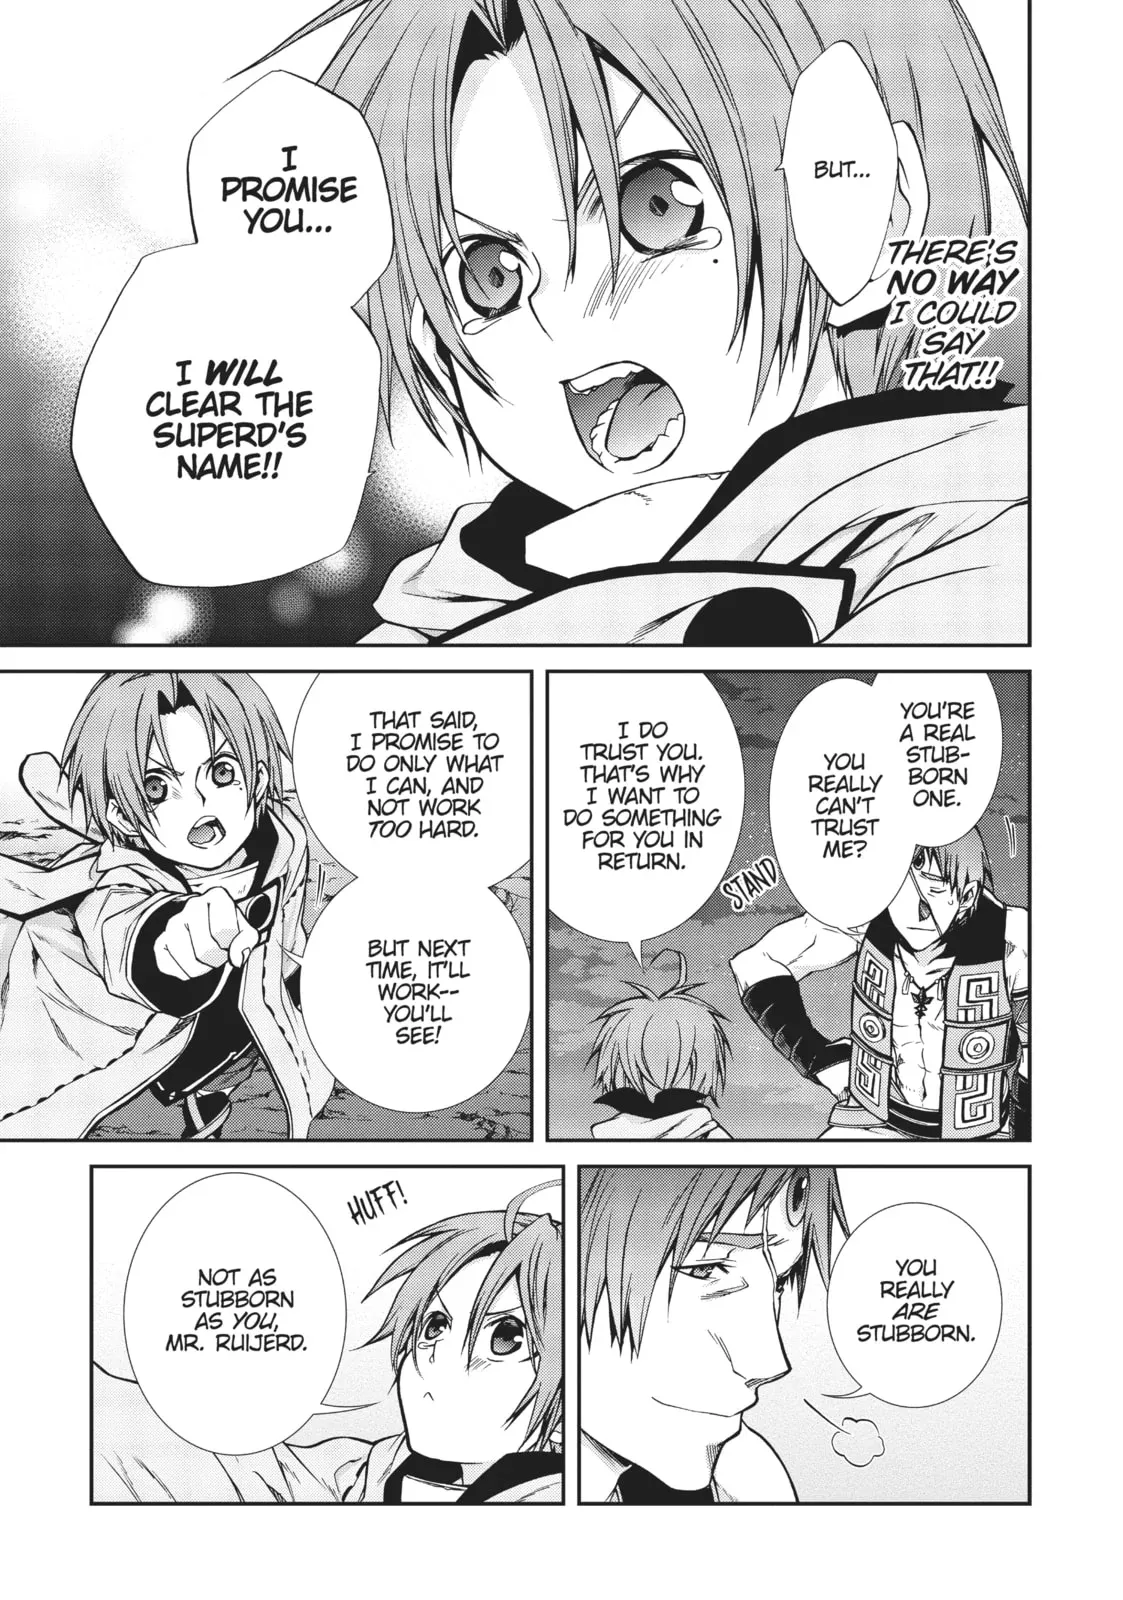 BUT...
THERE'S
NO WAY
I COULD
SAY
THAT!!
I
PROMISE
YOU...
I WILL
CLEAR THE
SUPERD'S
NAME!!
YOU'RE
A REAL
STUB-
BORN
ONE.
YOU
REALLY
CAN'T
TRUST
ME?
STAND
I DO
TRUST YOU.
THAT'S WHY
I WANT TO
DO SOMETHING
FOR YOU IN
RETURN.
THAT SAID,
I PROMISE TO
DO ONLY WHAT
I CAN, AND
NOT WORK
TOO HARD.
BUT NEXT
TIME, IT'LL
WORK--
YOU'LL
SEE!
YOU
REALLY
ARE
STUBBORN.
HUFF!
NOT AS
STUBBORN
AS YOU,
MR. RUIJERD.